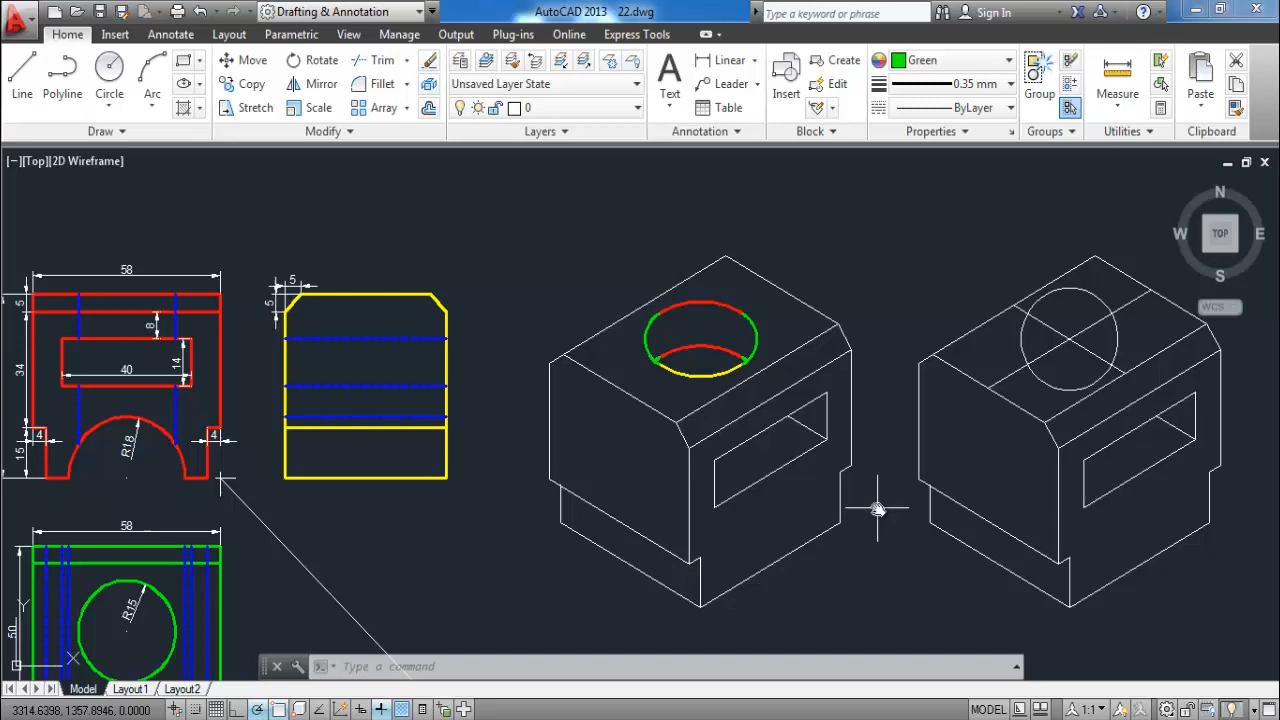 Drafting & Annotation
AutoCAD 2013 22.dwg
Type a keyword or phrase
Sign In
Home Insert Annotate Layout Parametric View Manage Output Plug-ins Online Express Tools
Line Polyline Circle Arc
Move Rotate Trim
Copy Mirror Fillet
Stretch Scale Array
Unsaved Layer State
0
Text
Linear
Leader
Table
Insert
Create
Edit
Green
0.35 mm
ByLayer
Group
Measure
Paste
Draw Modify Layers Annotation Block Properties Groups Utilities Clipboard
[−][Top][2D Wireframe]
N
W TOP E
S
WCS
58
5
8
34
14
40
4
4
R18
15
5
5
58
R15
50
Y
X
Type a command
Model Layout1 Layout2
3314.6398, 1357.8946, 0.0000
MODEL
1:1